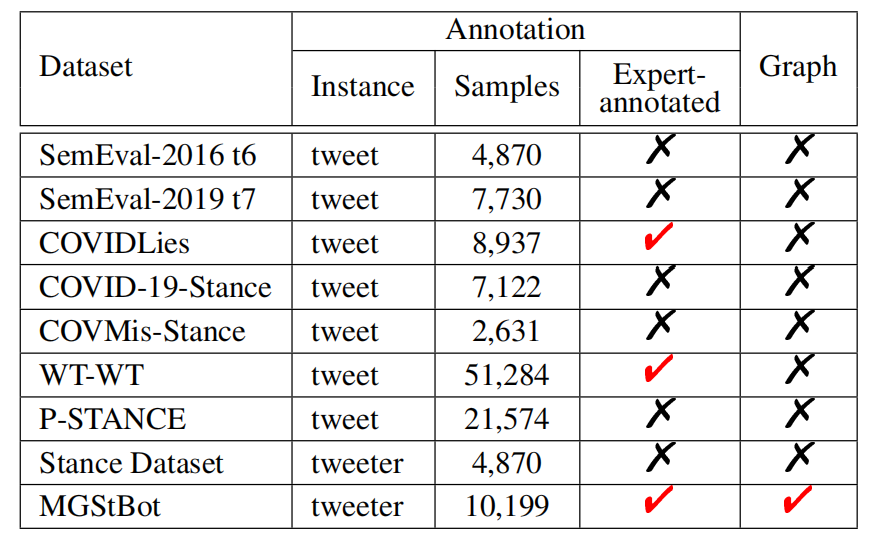 Dataset Annotation Graph
Instance Samples Expert-annotated
SemEval-2016 t6 tweet 4,870 ✗ ✗
SemEval-2019 t7 tweet 7,730 ✗ ✗
COVIDLies tweet 8,937 ✓ ✗
COVID-19-Stance tweet 7,122 ✗ ✗
COVMis-Stance tweet 2,631 ✗ ✗
WT-WT tweet 51,284 ✓ ✗
P-STANCE tweet 21,574 ✗ ✗
Stance Dataset tweeter 4,870 ✗ ✗
MGStBot tweeter 10,199 ✓ ✓